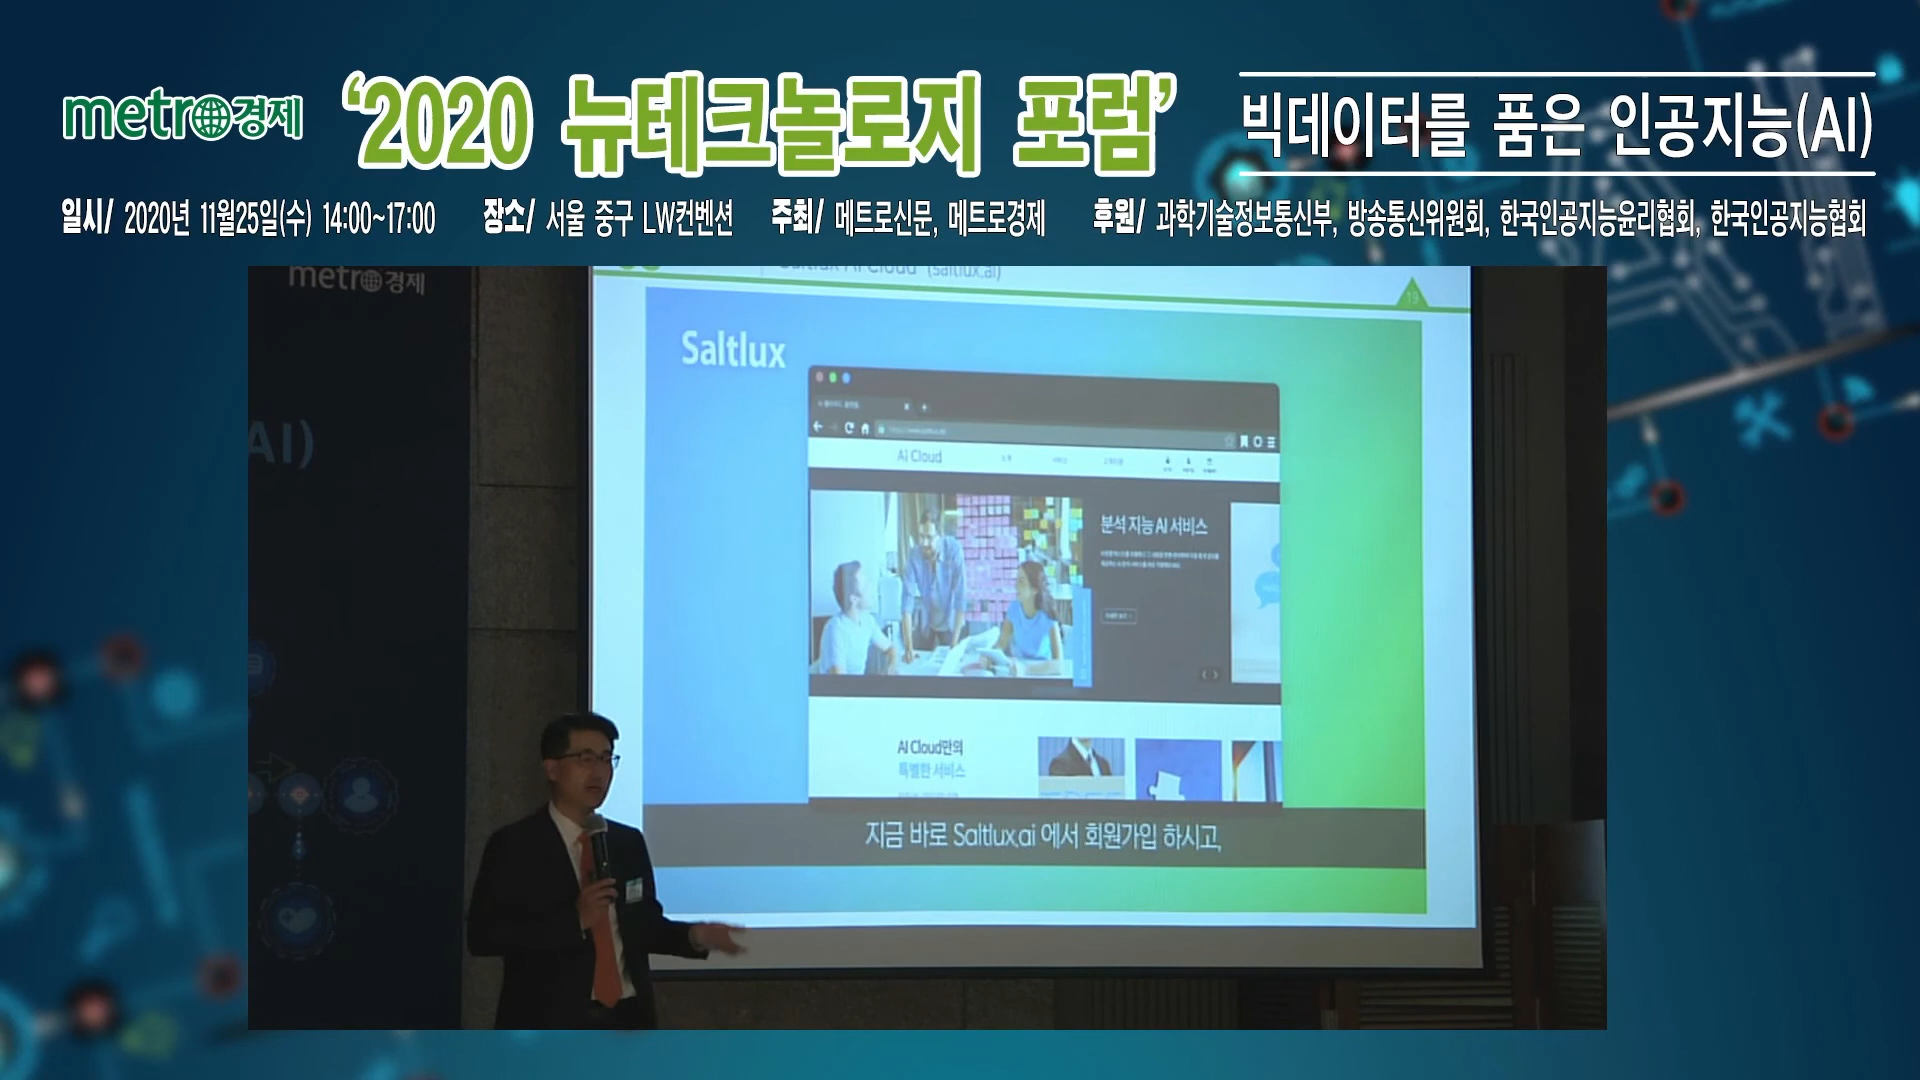 metro경제
‘2020 뉴테크놀로지 포럼’
빅데이터를 품은 인공지능(AI)
일시/ 2020년 11월25일(수) 14:00~17:00 장소/ 서울 중구 LW컨벤션 주최/ 메트로신문, 메트로경제 후원/ 과학기술정보통신부, 방송통신위원회, 한국인공지능윤리협회, 한국인공지능협회
metro경제
Saltlux AI Cloud (saltlux.ai)
19
Saltlux
AI)
AI Cloud
분석 지능 AI 서비스
AI Cloud만의
특별한 서비스
지금 바로 Saltlux.ai 에서 회원가입 하시고,